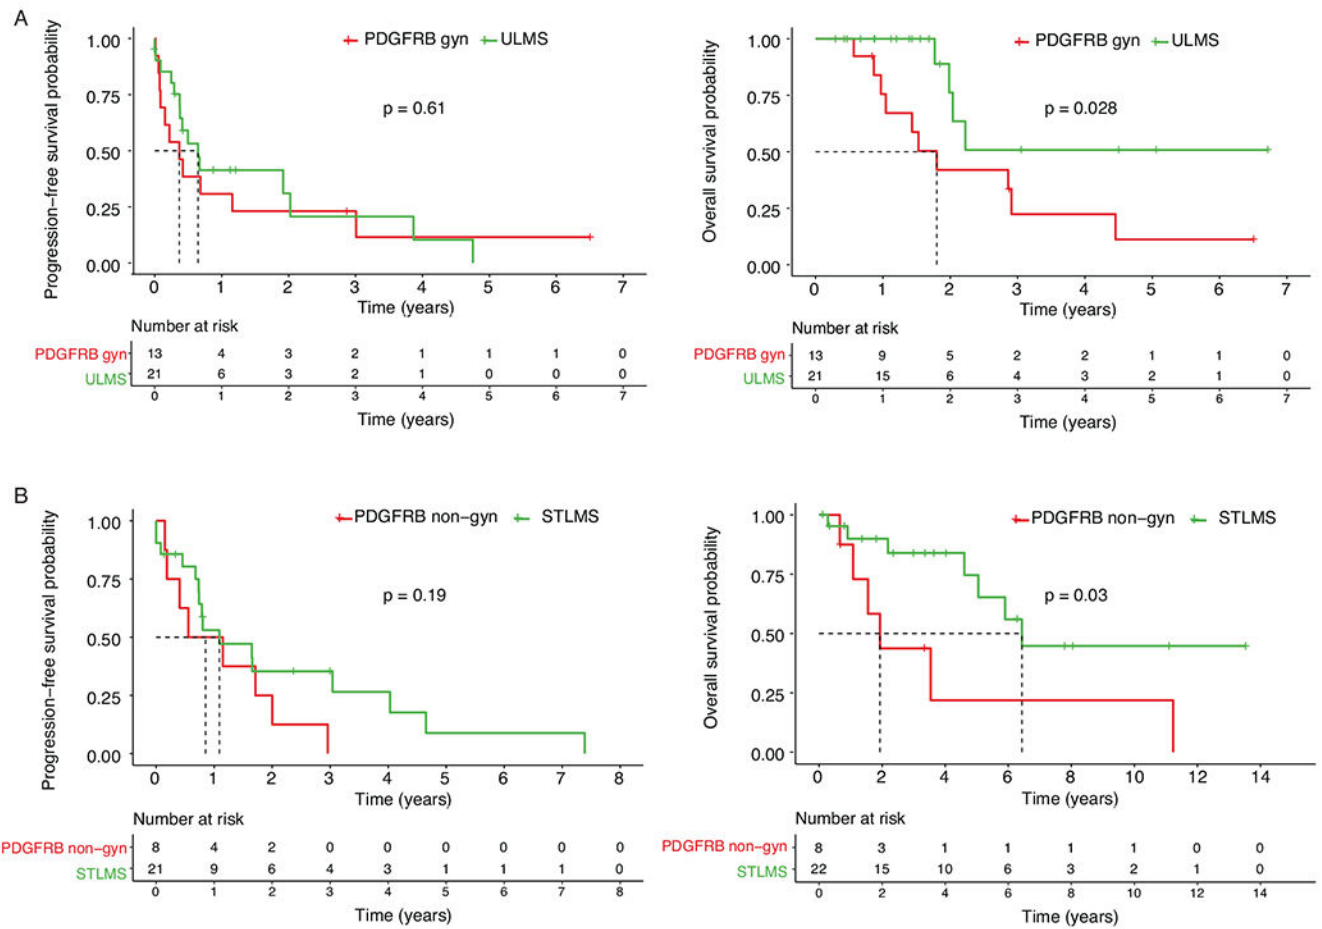 A
Progression–free survival probability
1.00
0.75
0.50
0.25
0.00
PDGFRB gyn ULMS
p = 0.61
0 1 2 3 4 5 6 7
Time (years)
Number at risk
PDGFRB gyn 13 4 3 2 1 1 1 0
ULMS 21 6 3 2 1 0 0 0
0 1 2 3 4 5 6 7
Time (years)
Overall survival probability
1.00
0.75
0.50
0.25
0.00
PDGFRB gyn ULMS
p = 0.028
0 1 2 3 4 5 6 7
Time (years)
Number at risk
PDGFRB gyn 13 9 5 2 2 1 1 0
ULMS 21 15 6 4 3 2 1 0
0 1 2 3 4 5 6 7
Time (years)
B
Progression–free survival probability
1.00
0.75
0.50
0.25
0.00
PDGFRB non–gyn STLMS
p = 0.19
0 1 2 3 4 5 6 7 8
Time (years)
Number at risk
PDGFRB non–gyn 8 4 2 0 0 0 0 0 0
STLMS 21 9 6 4 3 1 1 1 0
0 1 2 3 4 5 6 7 8
Time (years)
Overall survival probability
1.00
0.75
0.50
0.25
0.00
PDGFRB non–gyn STLMS
p = 0.03
0 2 4 6 8 10 12 14
Time (years)
Number at risk
PDGFRB non–gyn 8 3 1 1 1 1 0 0
STLMS 22 15 10 6 3 2 1 0
0 2 4 6 8 10 12 14
Time (years)